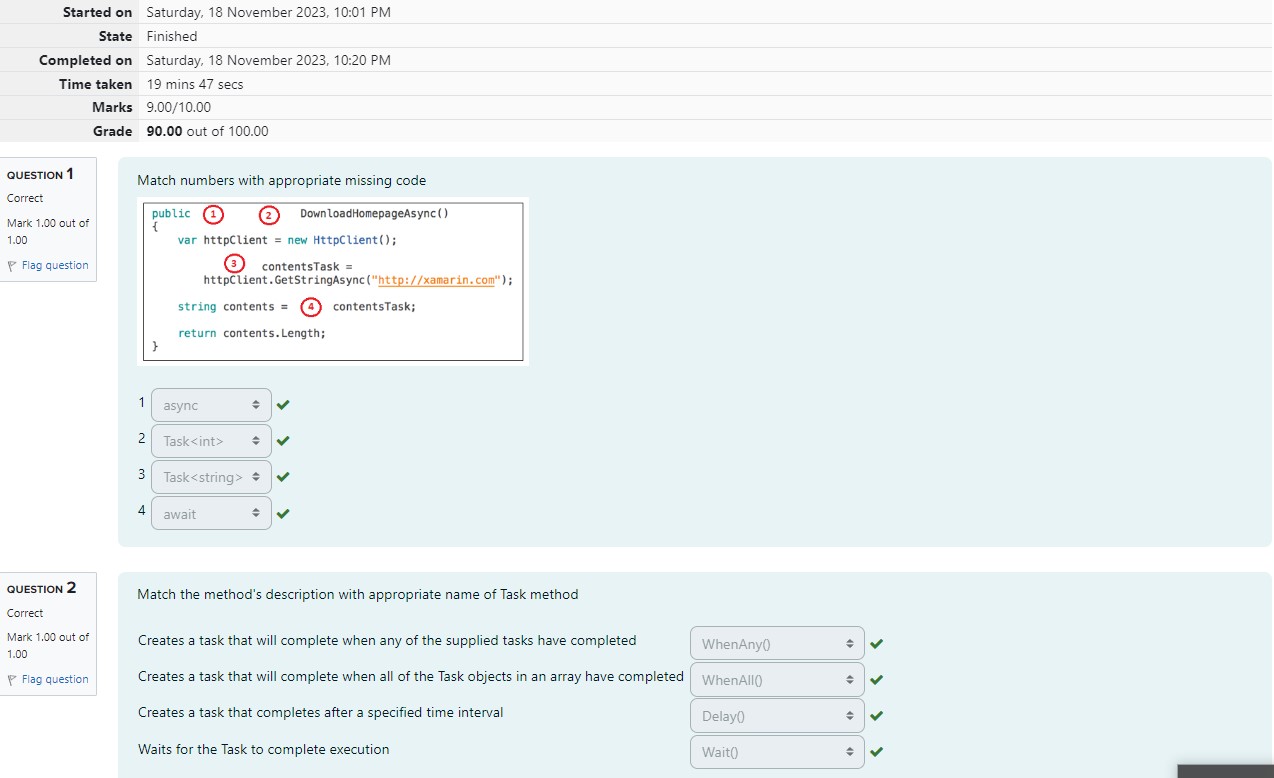 Started on Saturday, 18 November 2023, 10:01 PM
State Finished
Completed on Saturday, 18 November 2023, 10:20 PM
Time taken 19 mins 47 secs
Marks 9.00/10.00
Grade 90.00 out of 100.00
QUESTION 1
Correct
Mark 1.00 out of
1.00
Flag question
Match numbers with appropriate missing code
public 1 2 DownloadHomepageAsync()
{
var httpClient = new HttpClient();
3 contentsTask =
httpClient.GetStringAsync("http://xamarin.com");
string contents = 4 contentsTask;
return contents.Length;
}
1 async
2 Task<int>
3 Task<string>
4 await
QUESTION 2
Correct
Mark 1.00 out of
1.00
Flag question
Match the method's description with appropriate name of Task method
Creates a task that will complete when any of the supplied tasks have completed WhenAny()
Creates a task that will complete when all of the Task objects in an array have completed WhenAll()
Creates a task that completes after a specified time interval Delay()
Waits for the Task to complete execution Wait()